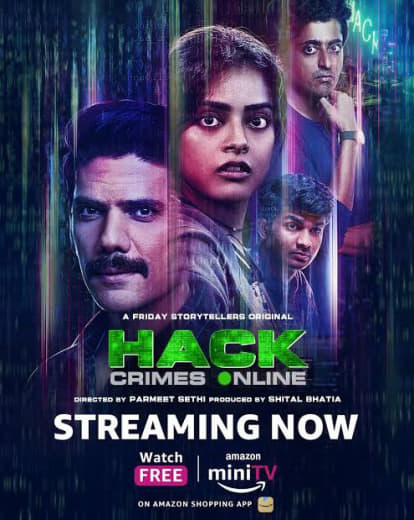 HACK
A FRIDAY STORYTELLERS ORIGINAL
HACK
CRIMES ONLINE
DIRECTED BY PARMEET SETHI PRODUCED BY SHITAL BHATIA
STREAMING NOW
Watch
FREE
amazon
miniTV
ON AMAZON SHOPPING APP